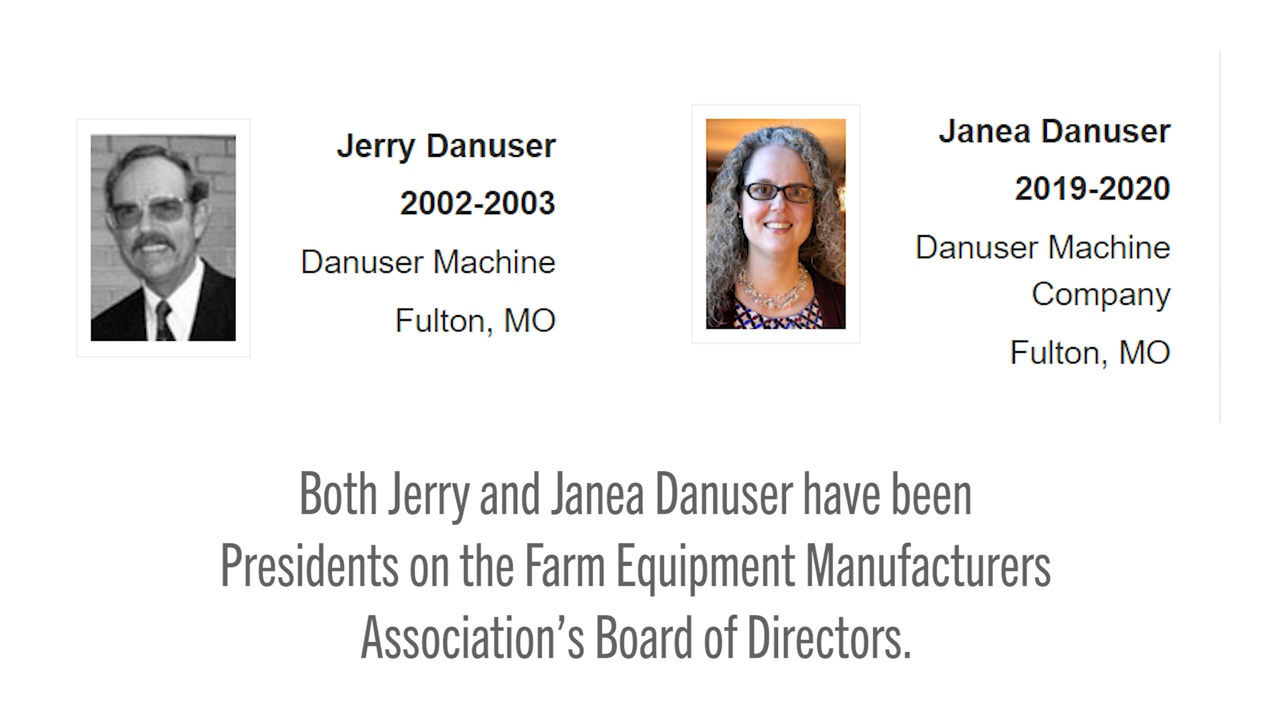 Jerry Danuser
2002-2003
Danuser Machine
Fulton, MO
Janea Danuser
2019-2020
Danuser Machine
Company
Fulton, MO
Both Jerry and Janea Danuser have been
Presidents on the Farm Equipment Manufacturers
Association’s Board of Directors.